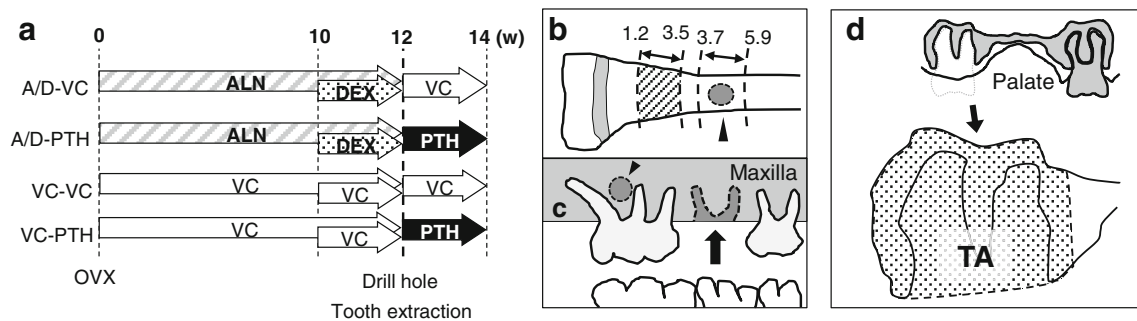 a
0 10 12 14 (w)
A/D-VC ALN DEX VC
A/D-PTH ALN DEX PTH
VC-VC VC VC VC
VC-PTH VC VC PTH
OVX
Drill hole
Tooth extraction
b
1.2 3.5 3.7 5.9
Maxilla
c
d
Palate
TA